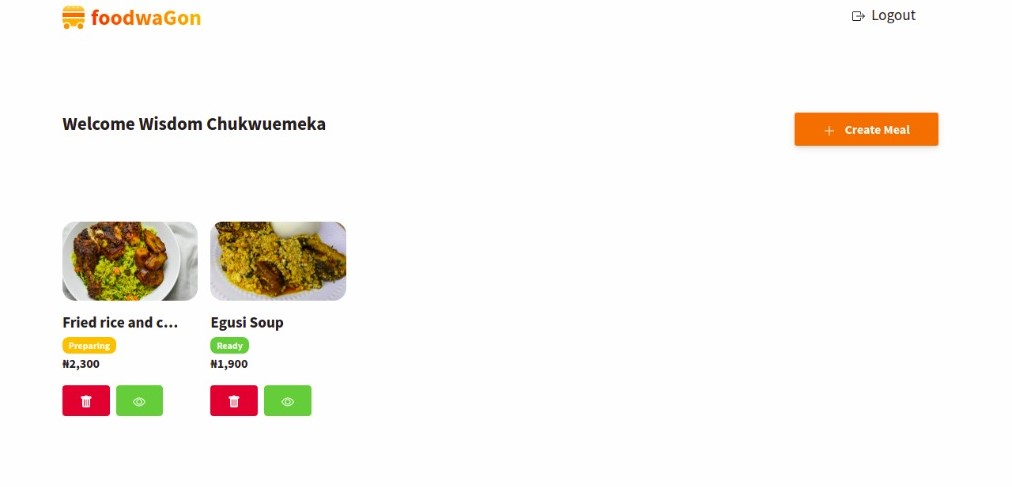 foodwaGon
Logout
Welcome Wisdom Chukwuemeka
Create Meal
Fried rice and c...
Preparing
₦2,300
Egusi Soup
Ready
₦1,900